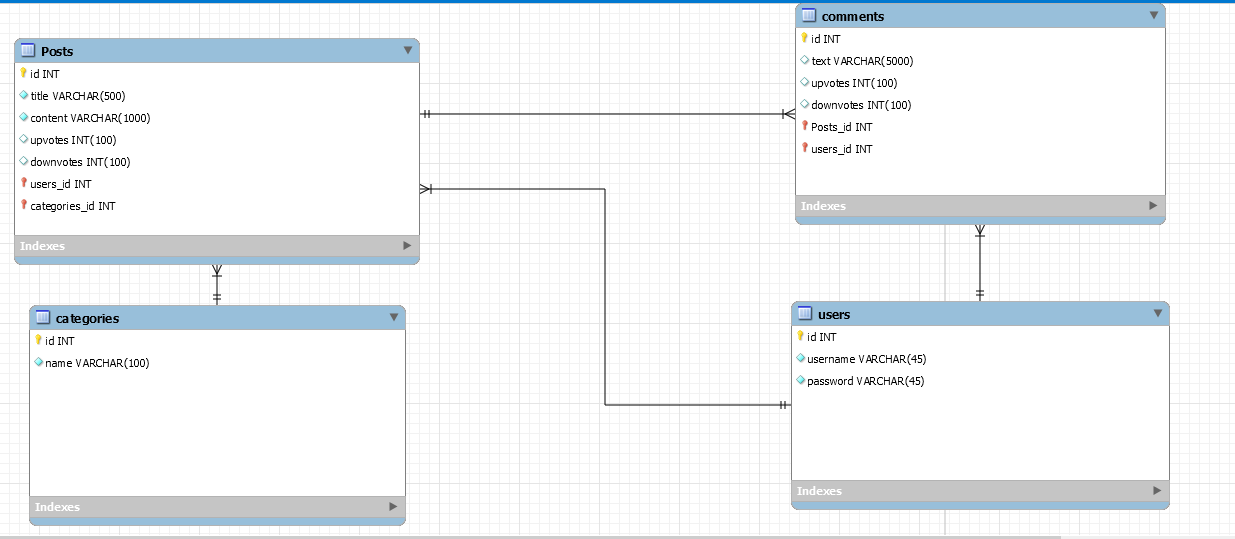 Posts
id INT
title VARCHAR(500)
content VARCHAR(1000)
upvotes INT(100)
downvotes INT(100)
users_id INT
categories_id INT
Indexes
comments
id INT
text VARCHAR(5000)
upvotes INT(100)
downvotes INT(100)
Posts_id INT
users_id INT
Indexes
categories
id INT
name VARCHAR(100)
Indexes
users
id INT
username VARCHAR(45)
password VARCHAR(45)
Indexes